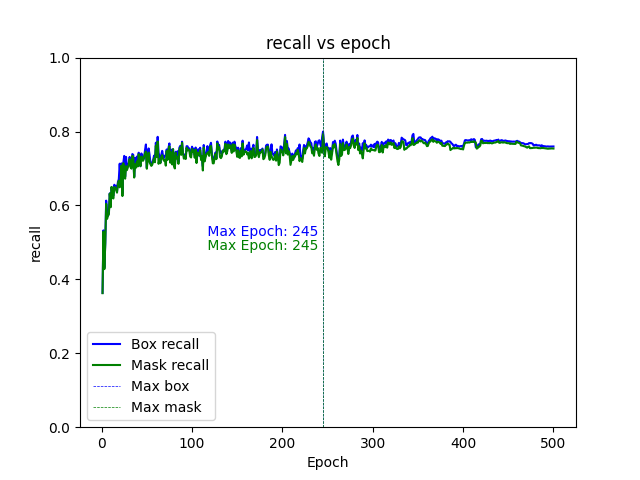 recall vs epoch
1.0
0.8
0.6
0.4
0.2
0.0
recall
Max Epoch: 245
Max Epoch: 245
Box recall
Mask recall
Max box
Max mask
0 100 200 300 400 500
Epoch